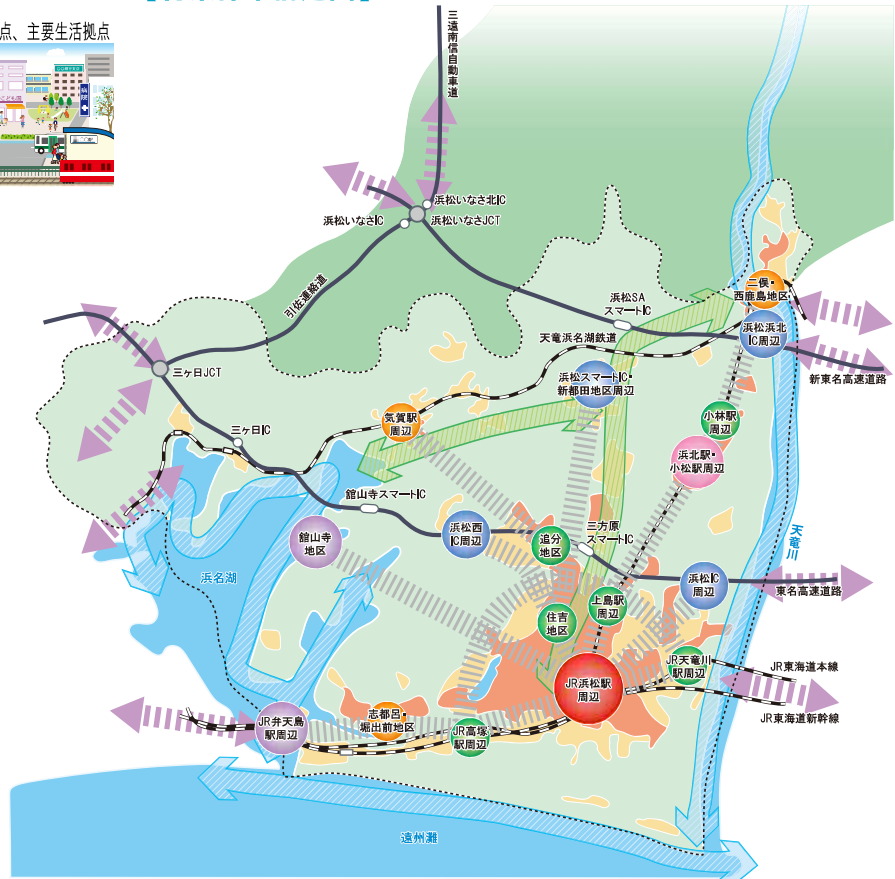 点、主要生活拠点
病院
三遠南信自動車道
浜松いなさ北IC
浜松いなさIC
浜松いなさJCT
引佐連絡道
浜松SA
スマートIC
二俣・
西鹿島地区
浜松浜北
IC周辺
天竜浜名湖鉄道
新東名高速道路
三ヶ日JCT
浜松スマートIC・
新都田地区周辺
気賀駅
周辺
小林駅
周辺
三ヶ日IC
浜北駅・
小松駅周辺
舘山寺スマートIC
浜松西
IC周辺
追分
地区
三方原
スマートIC
天竜川
舘山寺
地区
浜名湖
浜松IC
周辺
東名高速道路
上島駅
周辺
住吉
地区
JR天竜川
駅周辺
JR東海道本線
JR浜松駅
周辺
JR東海道新幹線
JR弁天島
駅周辺
志都呂・
堀出前地区
JR高塚
駅周辺
遠州灘